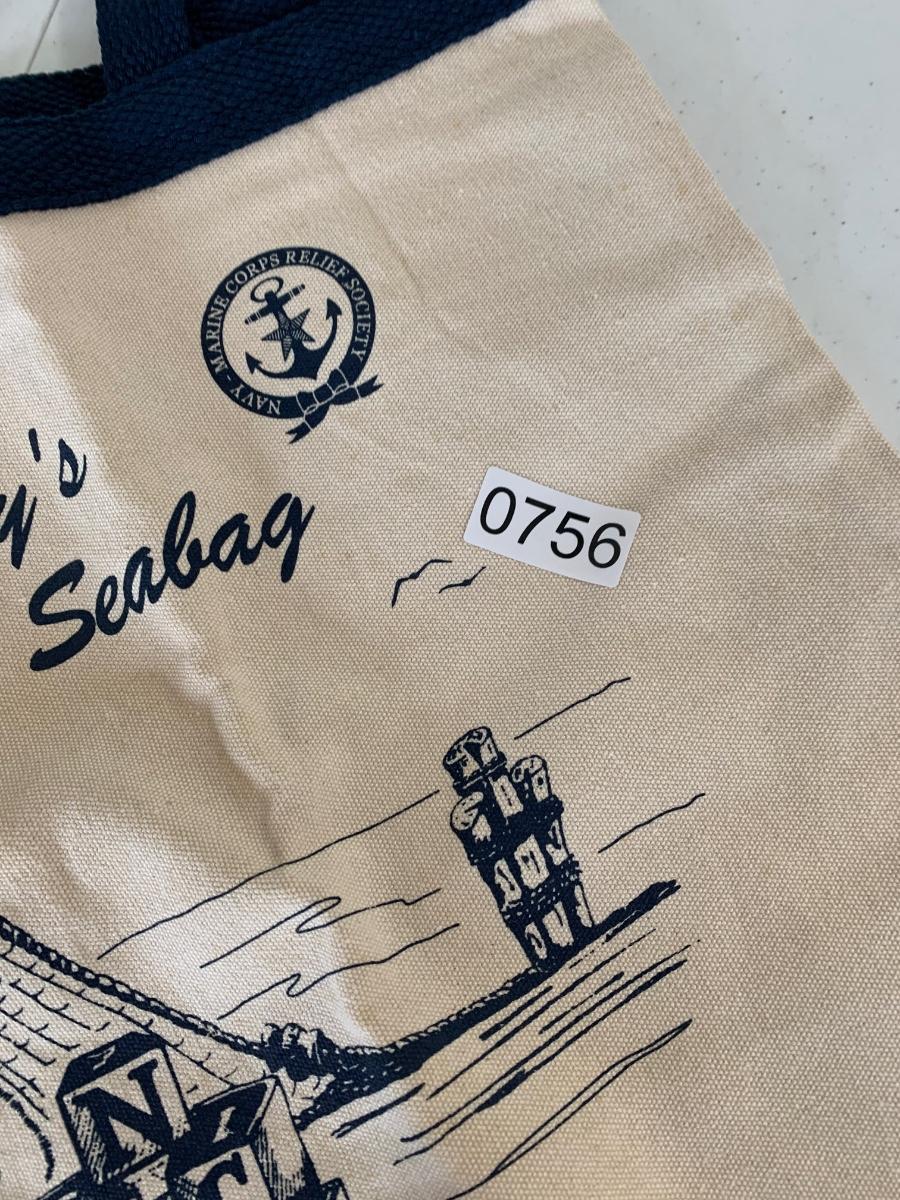 NAVY - MARINE CORPS RELIEF SOCIETY
y's
Seabag
0756
N